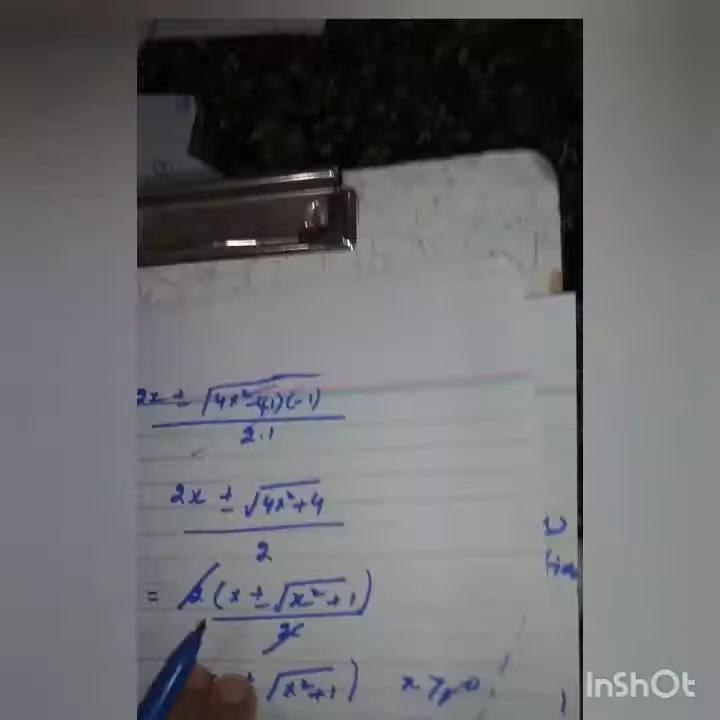 2x ± √(4x²-4(1)(-1)
2.1
2x ± √4x²+4
2
= 2(x ± √x²+1)
2
± √x²+1) x >, 0
InShOt